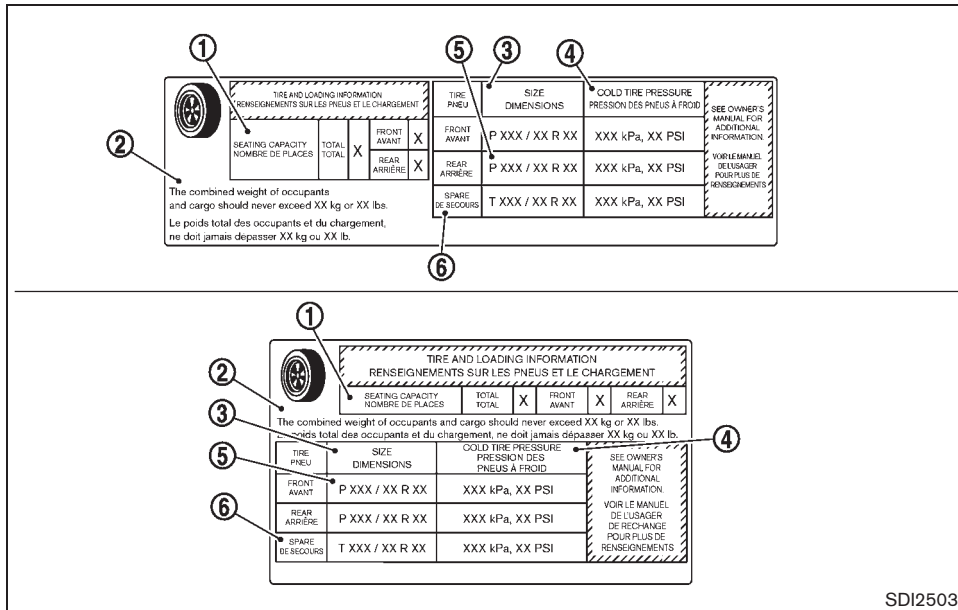 ① ⑤ ③ ④
TIRE AND LOADING INFORMATION
RENSEIGNEMENTS SUR LES PNEUS ET LE CHARGEMENT
SEATING CAPACITY
NOMBRE DE PLACES
TOTAL
TOTAL
X
FRONT
AVANT
X
REAR
ARRIÈRE
X
②
The combined weight of occupants
and cargo should never exceed XX kg or XX lbs.
Le poids total des occupants et du chargement,
ne doit jamais dépasser XX kg ou XX lb.
TIRE
PNEU
SIZE
DIMENSIONS
COLD TIRE PRESSURE
PRESSION DES PNEUS À FROID
FRONT
AVANT
P XXX / XX R XX
XXX kPa, XX PSI
REAR
ARRIÈRE
P XXX / XX R XX
XXX kPa, XX PSI
SPARE
DE SECOURS
T XXX / XX R XX
XXX kPa, XX PSI
SEE OWNER'S
MANUAL FOR
ADDITIONAL
INFORMATION.
VOIR LE MANUEL
DE L'USAGER
POUR PLUS DE
RENSEIGNEMENTS
⑥
①
TIRE AND LOADING INFORMATION
RENSEIGNEMENTS SUR LES PNEUS ET LE CHARGEMENT
②
SEATING CAPACITY
NOMBRE DE PLACES
TOTAL
TOTAL
X
FRONT
AVANT
X
REAR
ARRIÈRE
X
The combined weight of occupants and cargo should never exceed XX kg or XX lbs.
poids total des occupants et du chargement, ne doit jamais dépasser XX kg ou XX lb.
③
④
TIRE
PNEU
SIZE
DIMENSIONS
COLD TIRE PRESSURE
PRESSION DES
PNEUS À FROID
⑤
FRONT
AVANT
P XXX / XX R XX
XXX kPa, XX PSI
⑥
REAR
ARRIÈRE
P XXX / XX R XX
XXX kPa, XX PSI
SPARE
DE SECOURS
T XXX / XX R XX
XXX kPa, XX PSI
SEE OWNER'S
MANUAL FOR
ADDITIONAL
INFORMATION.
VOIR LE MANUEL
DE L'USAGER
DE RECHANGE
POUR PLUS DE
RENSEIGNEMENTS
SDI2503